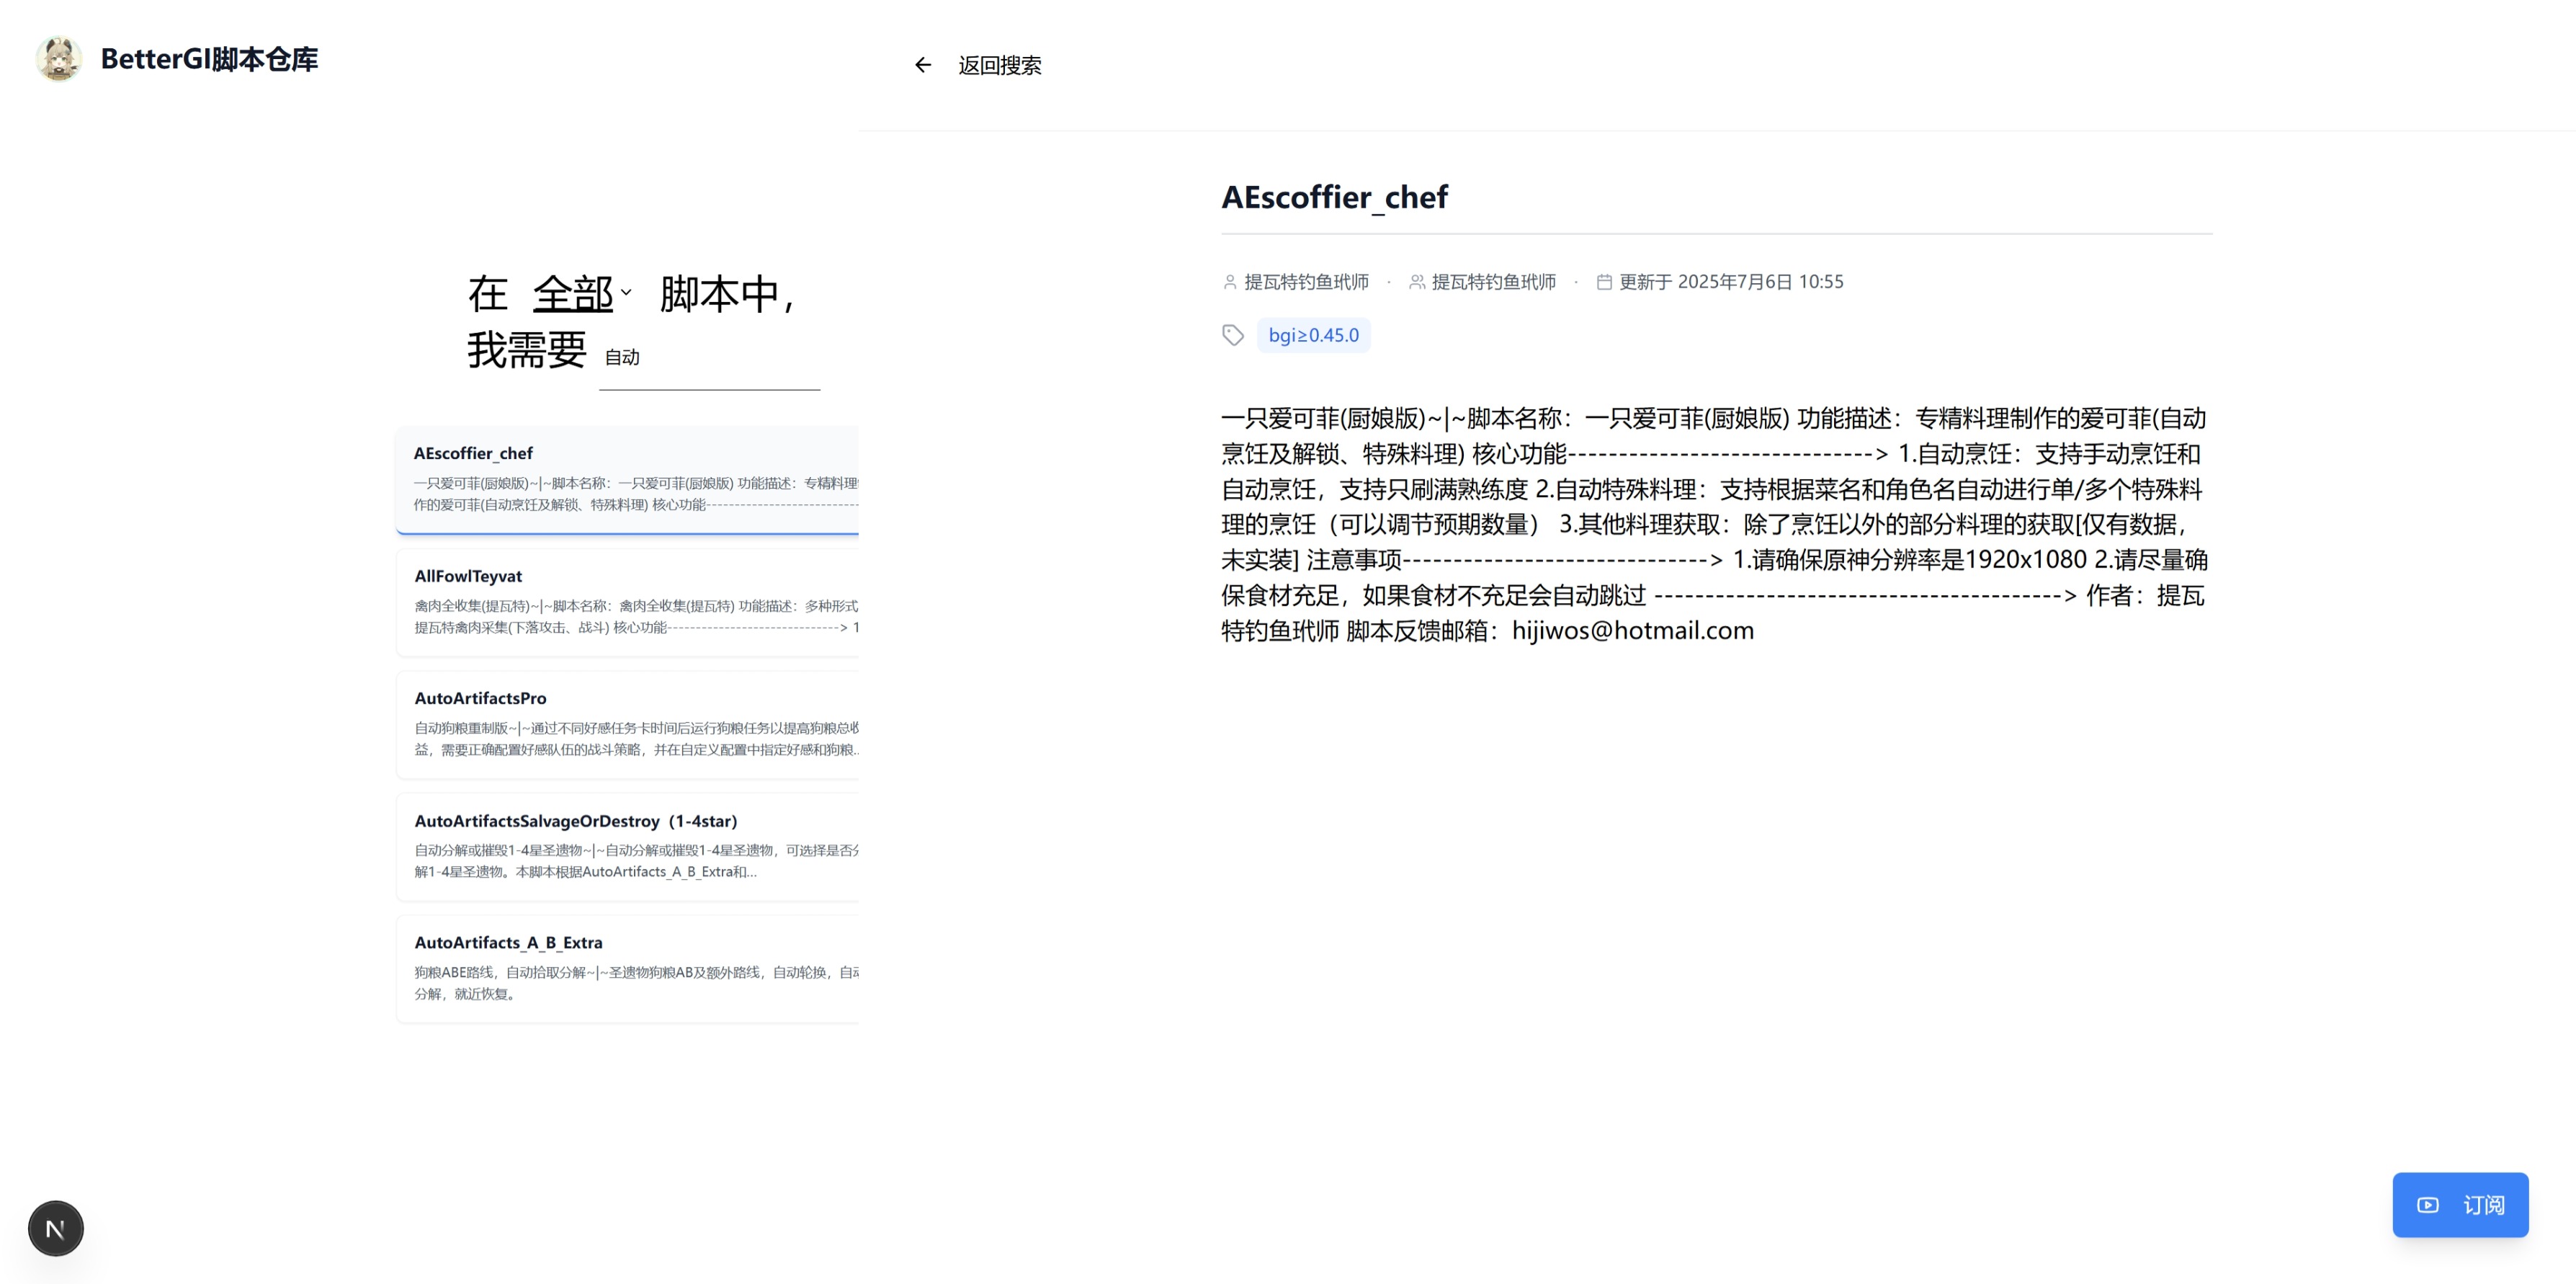 BetterGI脚本仓库
在 全部 脚本中，
我需要 自动
AEscoffier_chef
一只爱可菲(厨娘版)~|~脚本名称：一只爱可菲(厨娘版) 功能描述：专精料理
作的爱可菲(自动烹饪及解锁、特殊料理) 核心功能---------------------------
AllFowlTeyvat
禽肉全收集(提瓦特)~|~脚本名称：禽肉全收集(提瓦特) 功能描述：多种形式
提瓦特禽肉采集(下落攻击、战斗) 核心功能----------------------------> 1
AutoArtifactsPro
自动狗粮重制版~|~通过不同好感任务卡时间后运行狗粮任务以提高狗粮总收
益，需要正确配置好感队伍的战斗策略，并在自定义配置中指定好感和狗粮...
AutoArtifactsSalvageOrDestroy（1-4star）
自动分解或摧毁1-4星圣遗物~|~自动分解或摧毁1-4星圣遗物，可选择是否分
解1-4星圣遗物。本脚本根据AutoArtifacts_A_B_Extra和...
AutoArtifacts_A_B_Extra
狗粮ABE路线，自动拾取分解~|~圣遗物狗粮AB及额外路线，自动轮换，自动
分解，就近恢复。
N
返回搜索
AEscoffier_chef
提瓦特钓鱼玳师 · 提瓦特钓鱼玳师 · 更新于 2025年7月6日 10:55
bgi≥0.45.0
一只爱可菲(厨娘版)~|~脚本名称：一只爱可菲(厨娘版) 功能描述：专精料理制作的爱可菲(自动
烹饪及解锁、特殊料理) 核心功能------------------------------> 1.自动烹饪：支持手动烹饪和
自动烹饪，支持只刷满熟练度 2.自动特殊料理：支持根据菜名和角色名自动进行单/多个特殊料
理的烹饪（可以调节预期数量） 3.其他料理获取：除了烹饪以外的部分料理的获取[仅有数据，
未实装] 注意事项------------------------------> 1.请确保原神分辨率是1920x1080 2.请尽量确
保食材充足，如果食材不充足会自动跳过 ----------------------------------------> 作者：提瓦
特钓鱼玳师 脚本反馈邮箱：hijiwos@hotmail.com
订阅